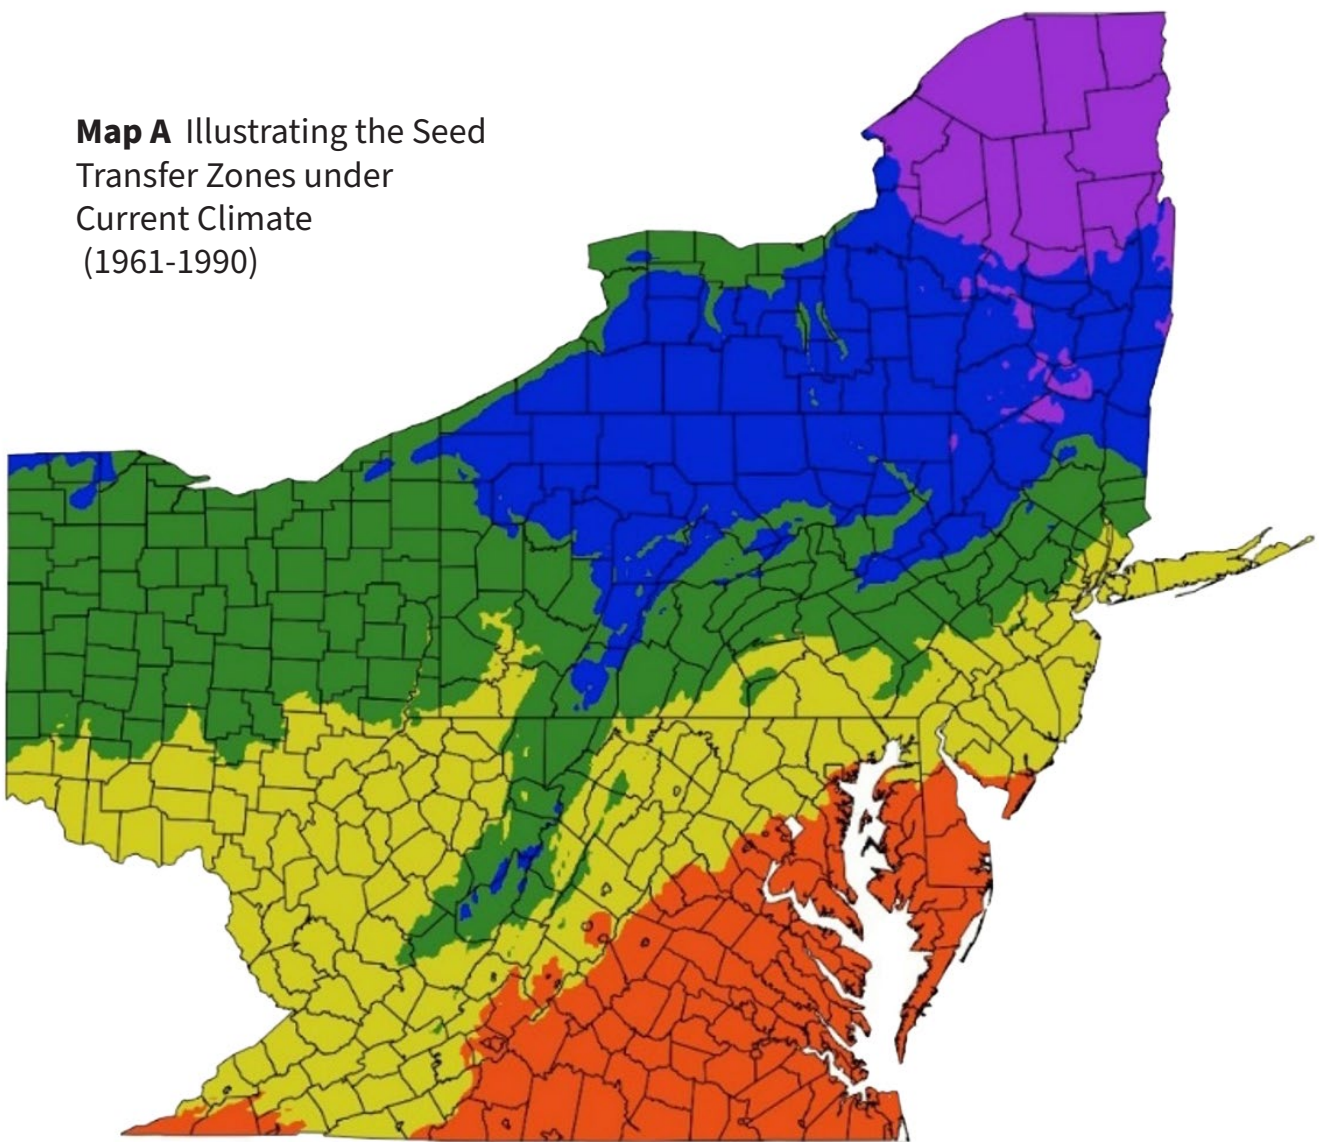 Map A Illustrating the Seed
Transfer Zones under
Current Climate
(1961-1990)